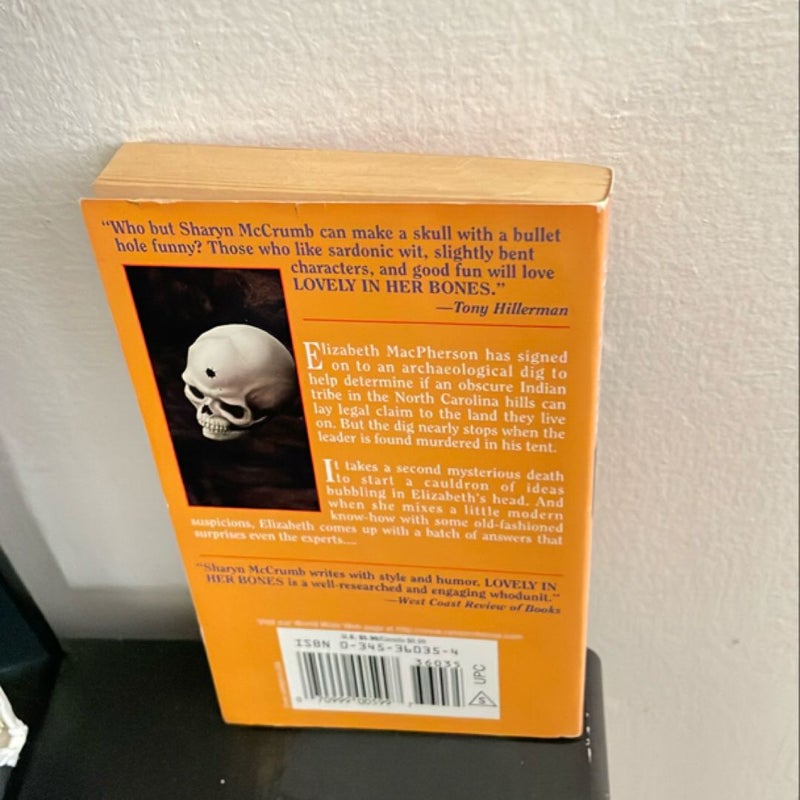 “Who but Sharyn McCrumb can make a skull with a bullet
hole funny? Those who like sardonic wit, slightly bent
characters, and good fun will love
LOVELY IN HER BONES.”
—Tony Hillerman
Elizabeth MacPherson has signed
on to an archaeological dig to
help determine if an obscure Indian
tribe in the North Carolina hills can
lay legal claim to the land they live
on. But the dig nearly stops when the
leader is found murdered in his tent.
It takes a second mysterious death
to start a cauldron of ideas
bubbling in Elizabeth's head. And
when she mixes a little modern
know-how with some old-fashioned
suspicions, Elizabeth comes up with a batch of answers that
surprises even the experts....
“Sharyn McCrumb writes with style and humor. LOVELY IN
HER BONES is a well-researched and engaging whodunit.”
—West Coast Review of Books
ISBN 0-345-36035-4
36035
UPC
0 70999 00599 7
S